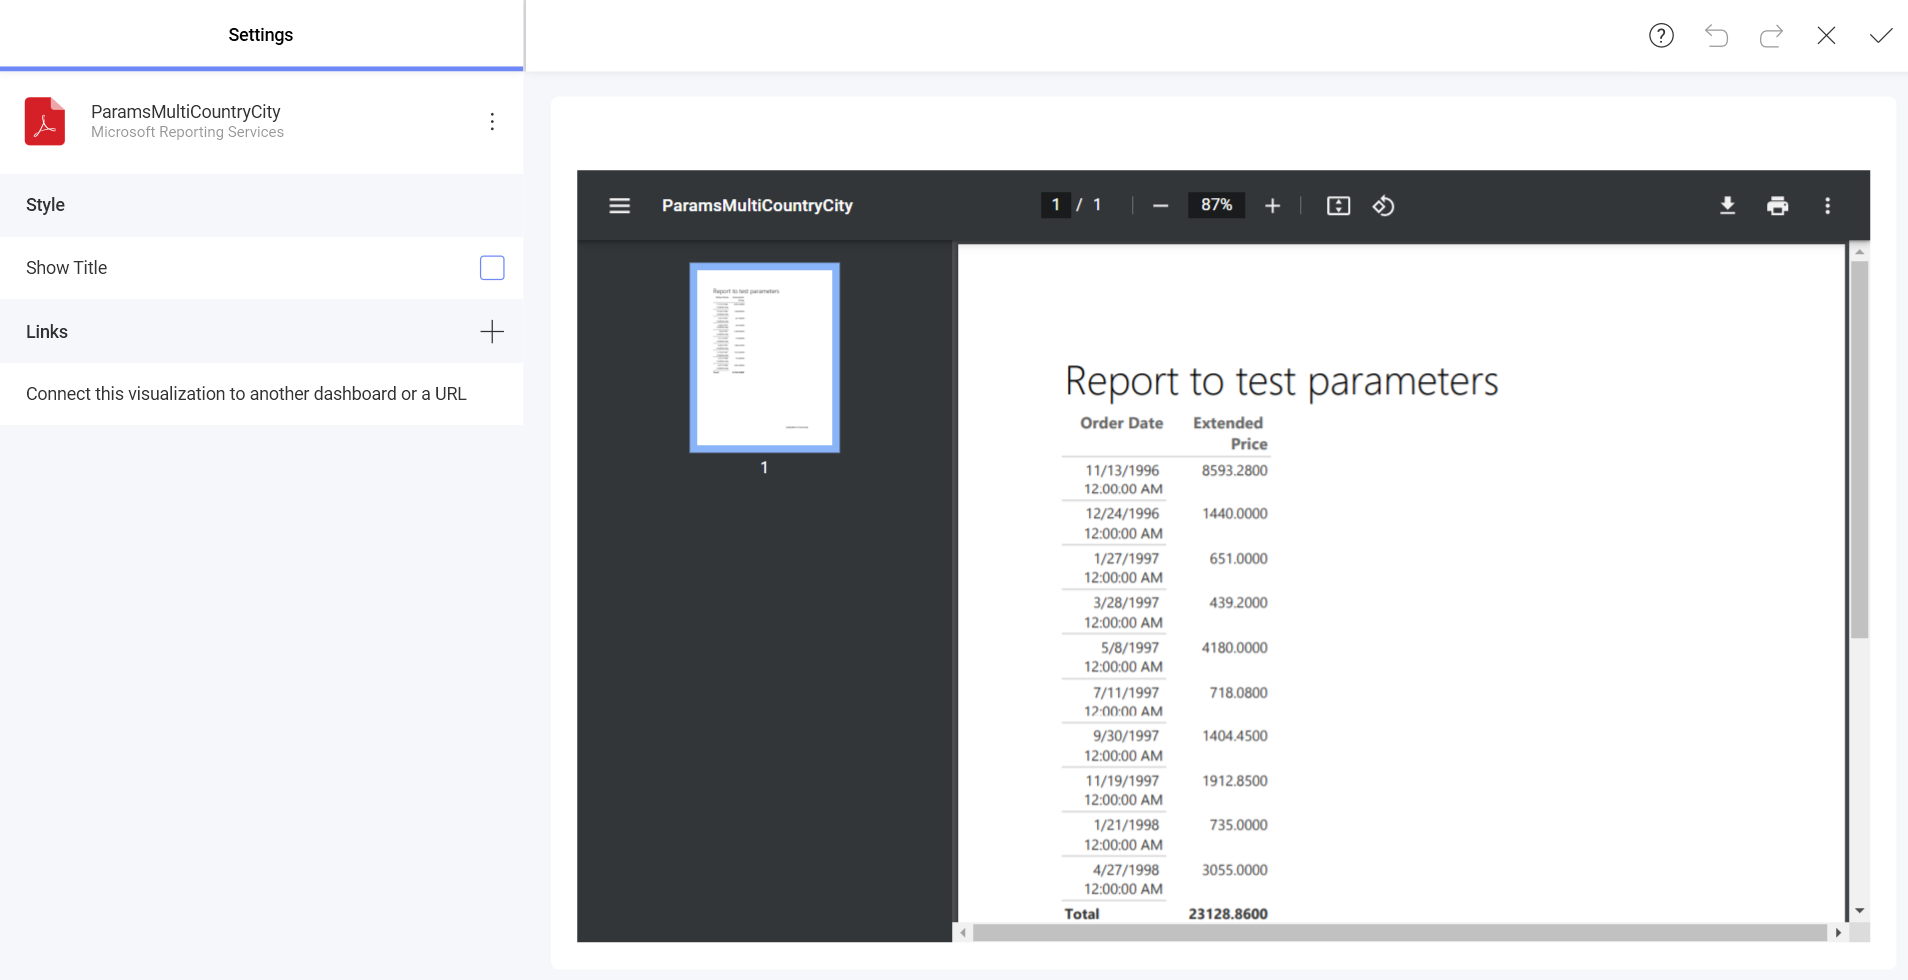 Settings
ParamsMultiCountryCity
Microsoft Reporting Services
Style
Show Title
Links
Connect this visualization to another dashboard or a URL
ParamsMultiCountryCity
1 / 1
87%
Report to test parameters
1
Report to test parameters
Order Date Extended
Price
11/13/1996 8593.2800
12:00:00 AM
12/24/1996 1440.0000
12:00:00 AM
1/27/1997 651.0000
12:00:00 AM
3/28/1997 439.2000
12:00:00 AM
5/8/1997 4180.0000
12:00:00 AM
7/11/1997 718.0800
12:00:00 AM
9/30/1997 1404.4500
12:00:00 AM
11/19/1997 1912.8500
12:00:00 AM
1/21/1998 735.0000
12:00:00 AM
4/27/1998 3055.0000
12:00:00 AM
Total 23128.8600